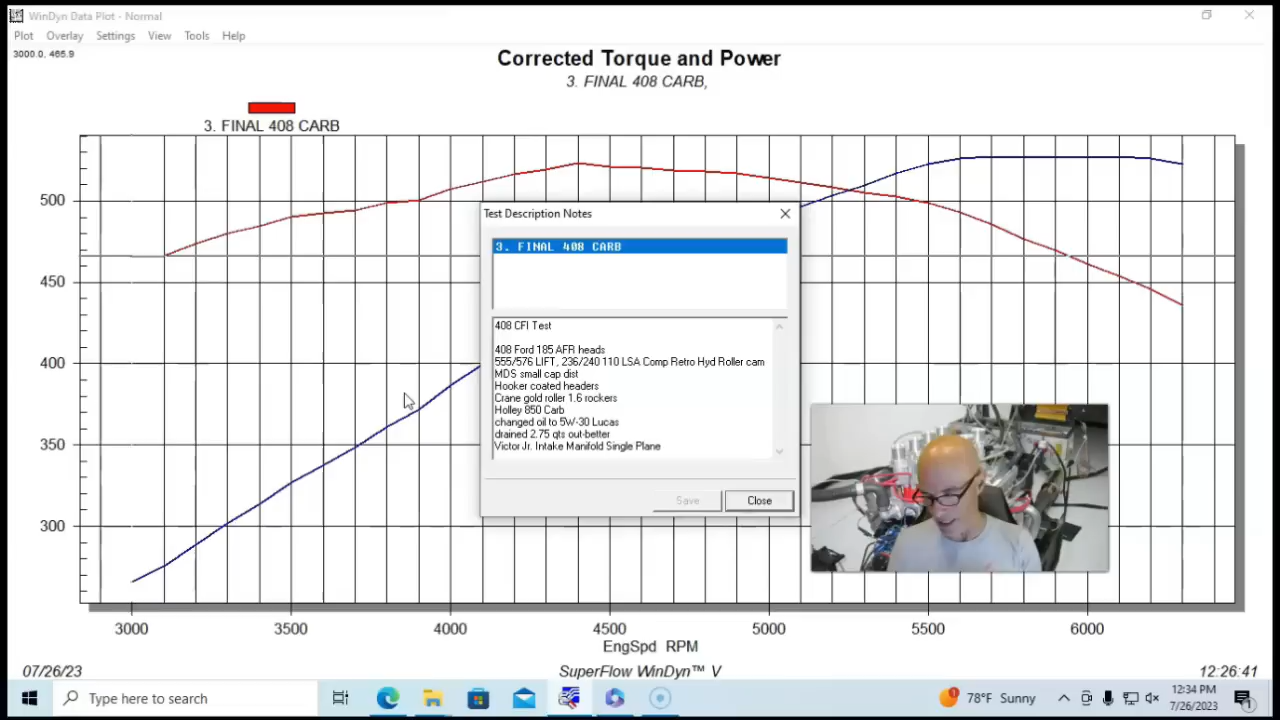 WinDyn Data Plot - Normal
Plot Overlay Settings View Tools Help
3000.0, 465.9
Corrected Torque and Power
3. FINAL 408 CARB,
3. FINAL 408 CARB
500
450
400
350
300
Test Description Notes
3. FINAL 408 CARB
408 CFI Test
408 Ford 185 AFR heads
555/576 LIFT, 236/240 110 LSA Comp Retro Hyd Roller cam
MDS small cap dist
Hooker coated headers
Crane gold roller 1.6 rockers
Holley 850 Carb
changed oil to 5W-30 Lucas
drained 2.75 qts out-better
Victor Jr. Intake Manifold Single Plane
Save Close
3000 3500 4000 4500 5000 5500 6000
EngSpd RPM
07/26/23 SuperFlow WinDyn™ V 12:26:41
Type here to search
78°F Sunny
12:34 PM
7/26/2023
1